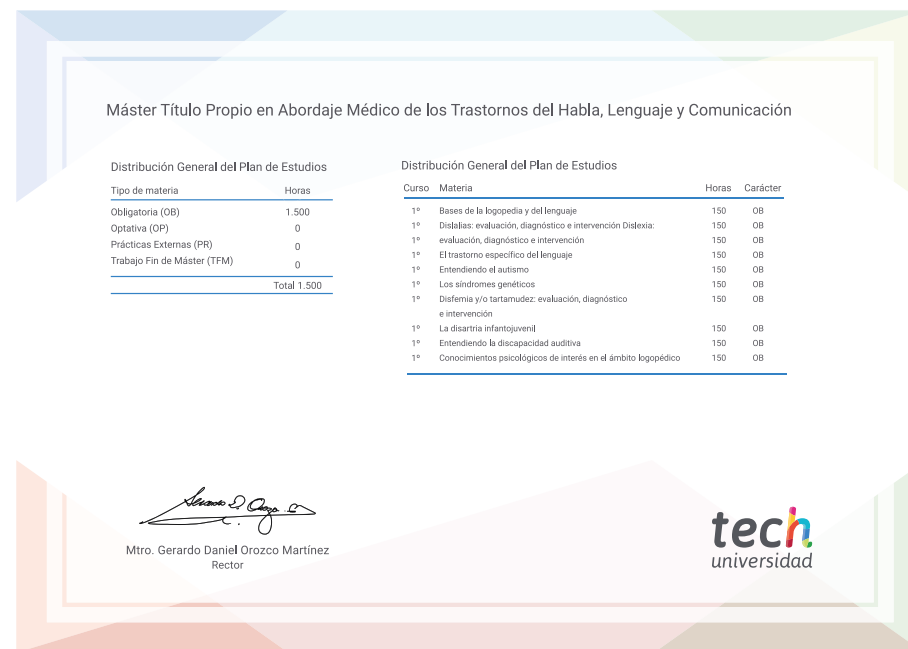 Máster Título Propio en Abordaje Médico de los Trastornos del Habla, Lenguaje y Comunicación
Distribución General del Plan de Estudios
Tipo de materia Horas
Obligatoria (OB) 1.500
Optativa (OP) 0
Prácticas Externas (PR) 0
Trabajo Fin de Máster (TFM) 0
Total 1.500
Distribución General del Plan de Estudios
Curso Materia Horas Carácter
1º Bases de la logopedia y del lenguaje 150 OB
1º Dislalias: evaluación, diagnóstico e intervención Dislexia: 150 OB
1º evaluación, diagnóstico e intervención 150 OB
1º El trastorno específico del lenguaje 150 OB
1º Entendiendo el autismo 150 OB
1º Los síndromes genéticos 150 OB
1º Disfemia y/o tartamudez: evaluación, diagnóstico 150 OB
e intervención
1º La disartria infantojuvenil 150 OB
1º Entendiendo la discapacidad auditiva 150 OB
1º Conocimientos psicológicos de interés en el ámbito logopédico 150 OB
Mtro. Gerardo Daniel Orozco Martínez
Rector
tech
universidad